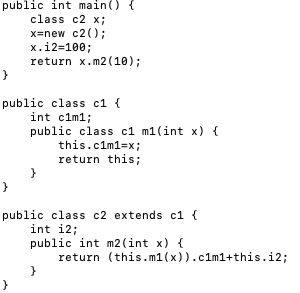 public int main() {
    class c2 x;
    x=new c2();
    x.i2=100;
    return x.m2(10);
}

public class c1 {
    int c1m1;
    public class c1 m1(int x) {
        this.c1m1=x;
        return this;
    }
}

public class c2 extends c1 {
    int i2;
    public int m2(int x) {
        return (this.m1(x)).c1m1+this.i2;
    }
}